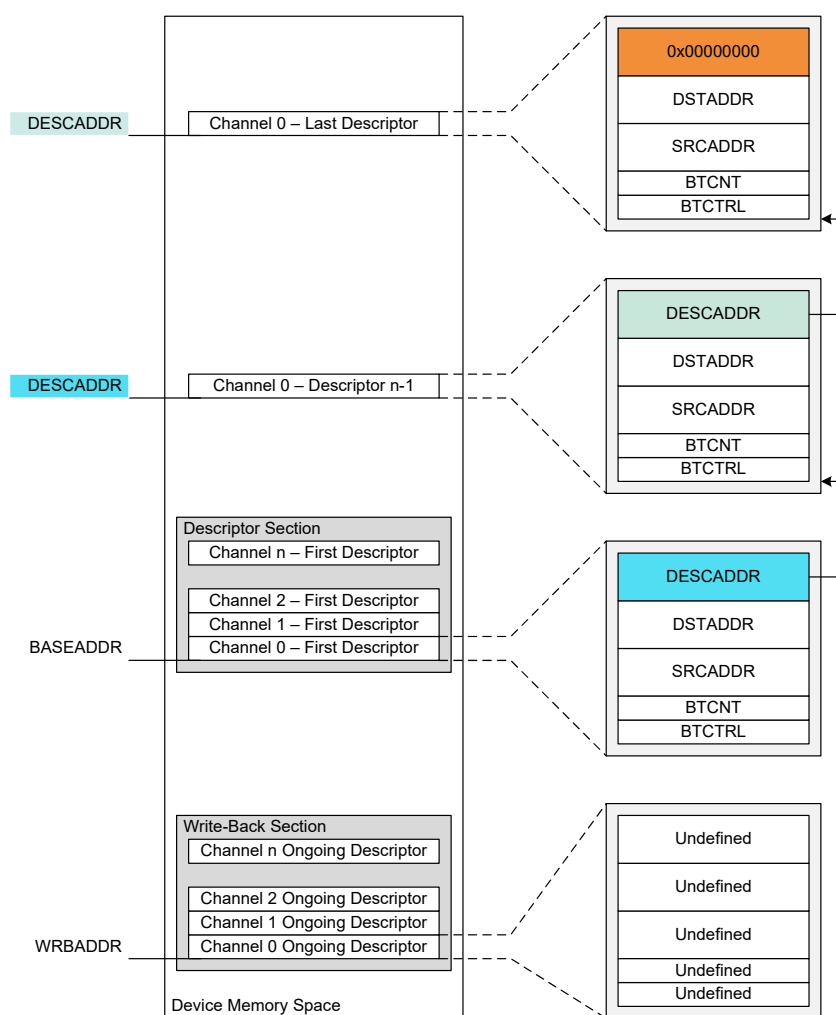 0x00000000
DESCADDR
Channel 0 – Last Descriptor
DSTADDR
SRCADDR
BTCNT
BTCTRL
DESCADDR
DESCADDR
Channel 0 – Descriptor n-1
DSTADDR
SRCADDR
BTCNT
BTCTRL
Descriptor Section
Channel n – First Descriptor
Channel 2 – First Descriptor
Channel 1 – First Descriptor
BASEADDR
Channel 0 – First Descriptor
DESCADDR
DSTADDR
SRCADDR
BTCNT
BTCTRL
Write-Back Section
Channel n Ongoing Descriptor
Channel 2 Ongoing Descriptor
Channel 1 Ongoing Descriptor
WRBADDR
Channel 0 Ongoing Descriptor
Undefined
Undefined
Undefined
Undefined
Undefined
Device Memory Space